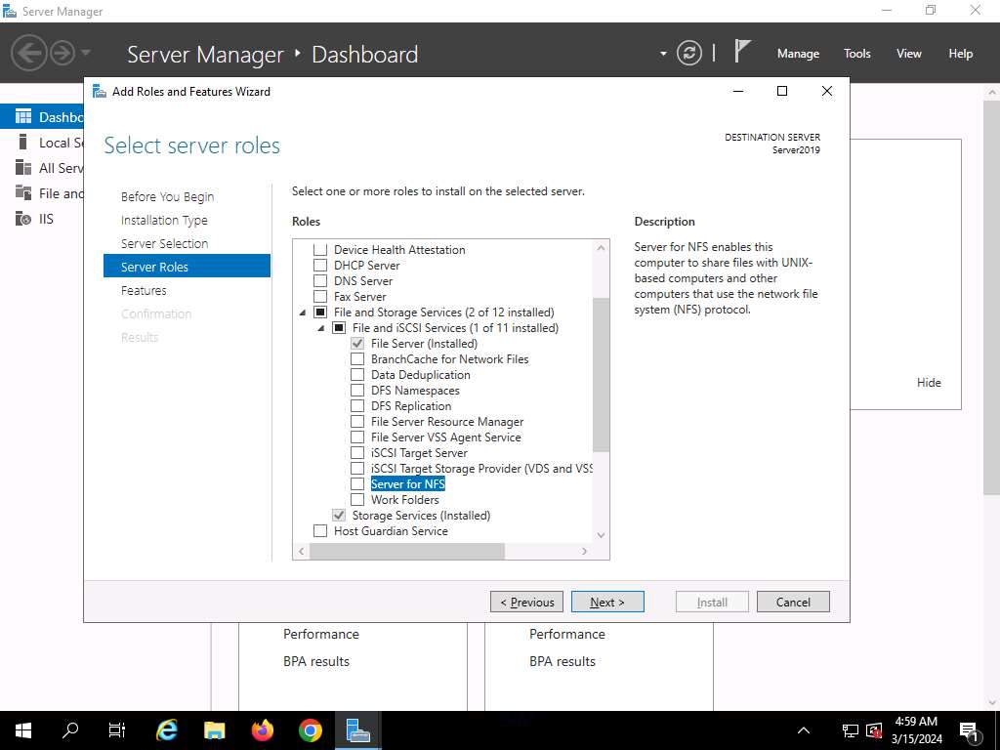 Server Manager
Server Manager ‣ Dashboard
Manage Tools View Help
Add Roles and Features Wizard
Dashbo
Local Se
All Serv
File and
IIS
Select server roles
DESTINATION SERVER
Server2019
Before You Begin
Installation Type
Server Selection
Server Roles
Features
Confirmation
Results
Select one or more roles to install on the selected server.
Roles
Device Health Attestation
DHCP Server
DNS Server
Fax Server
File and Storage Services (2 of 12 installed)
File and iSCSI Services (1 of 11 installed)
File Server (Installed)
BranchCache for Network Files
Data Deduplication
DFS Namespaces
DFS Replication
File Server Resource Manager
File Server VSS Agent Service
iSCSI Target Server
iSCSI Target Storage Provider (VDS and VSS
Server for NFS
Work Folders
Storage Services (Installed)
Host Guardian Service
Description
Server for NFS enables this
computer to share files with UNIX-
based computers and other
computers that use the network file
system (NFS) protocol.
Hide
< Previous Next > Install Cancel
Performance
BPA results
Performance
BPA results
4:59 AM
3/15/2024
1